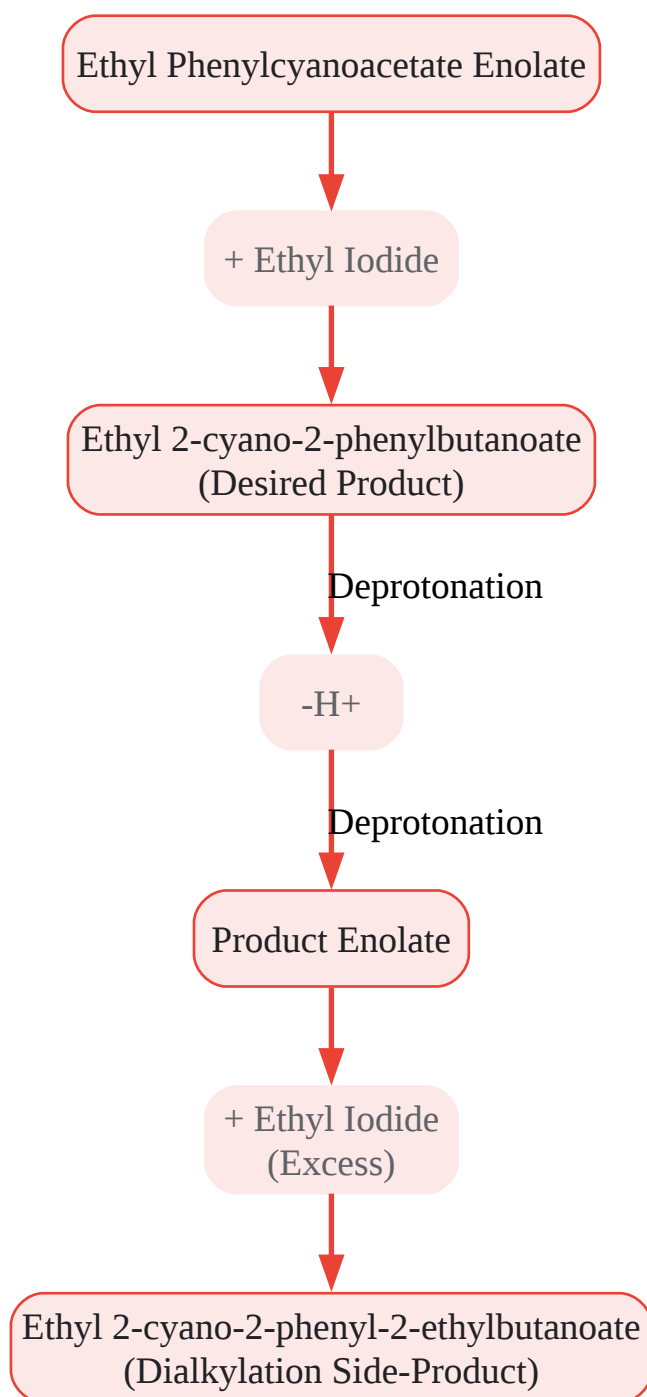 Ethyl Phenylcyanoacetate Enolate
+ Ethyl Iodide
Ethyl 2-cyano-2-phenylbutanoate
(Desired Product)
Deprotonation
-H+
Deprotonation
Product Enolate
+ Ethyl Iodide
(Excess)
Ethyl 2-cyano-2-phenyl-2-ethylbutanoate
(Dialkylation Side-Product)